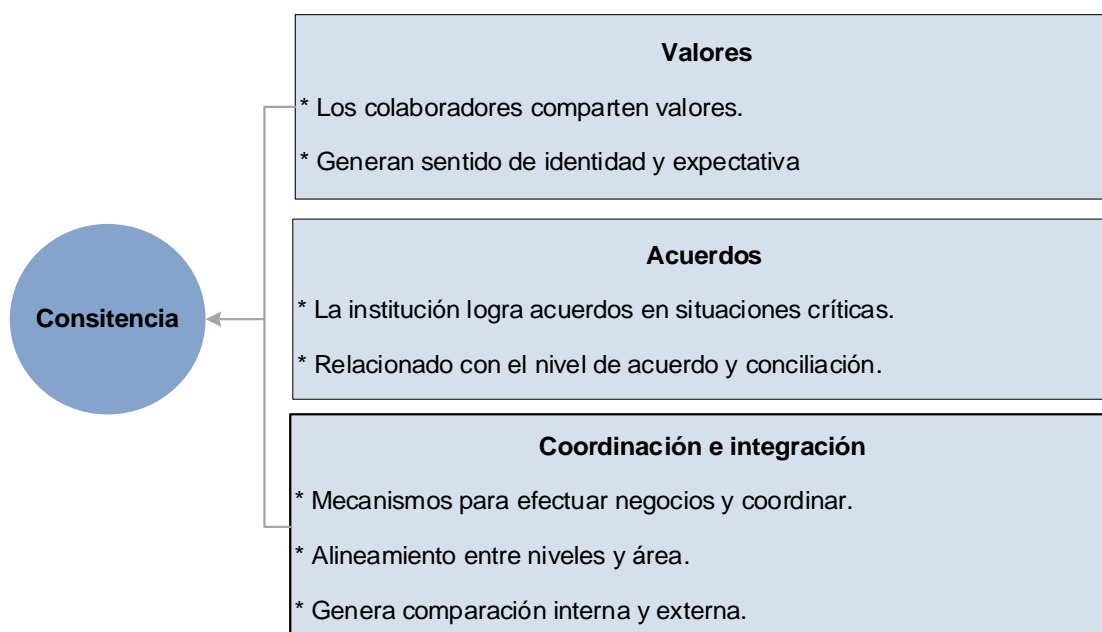 Valores
* Los colaboradores comparten valores.
* Generan sentido de identidad y expectativa
Consitencia
Acuerdos
* La institución logra acuerdos en situaciones críticas.
* Relacionado con el nivel de acuerdo y conciliación.
Coordinación e integración
* Mecanismos para efectuar negocios y coordinar.
* Alineamiento entre niveles y área.
* Genera comparación interna y externa.